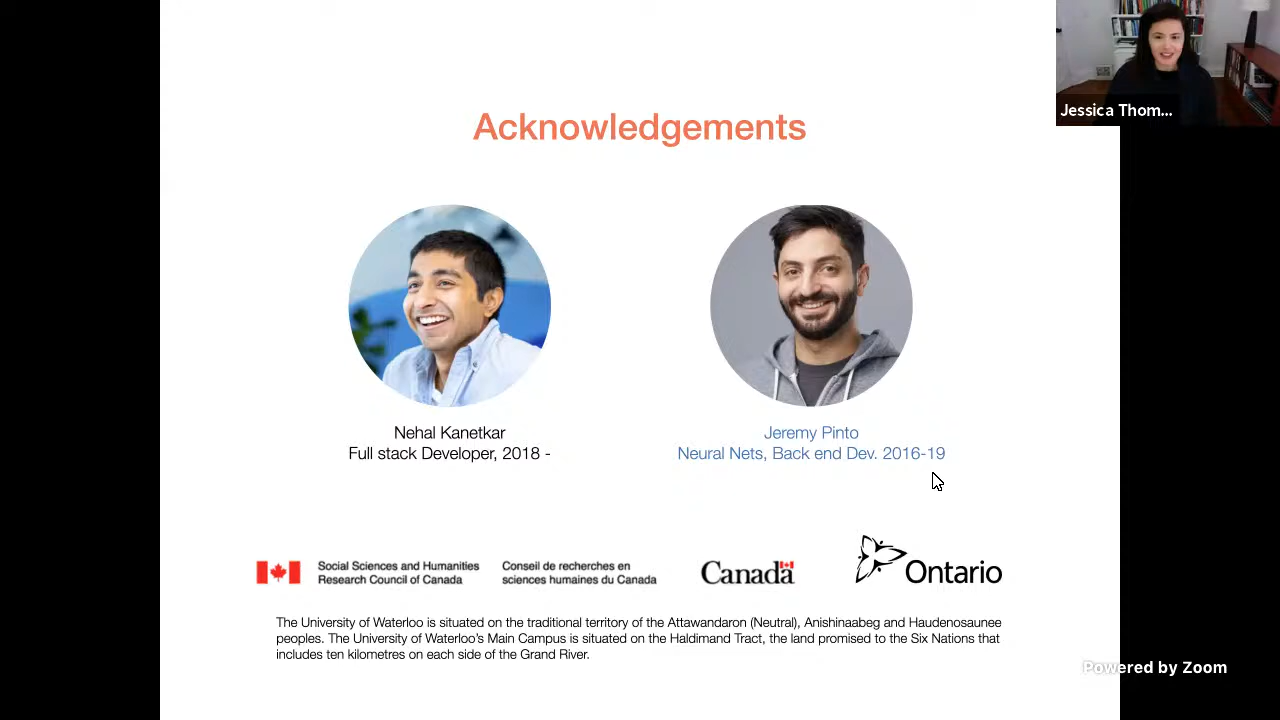 Jessica Thom...
Acknowledgements
Nehal Kanetkar
Full stack Developer, 2018 -
Jeremy Pinto
Neural Nets, Back end Dev. 2016-19
Social Sciences and Humanities
Research Council of Canada
Conseil de recherches en
sciences humaines du Canada
Canada
Ontario
The University of Waterloo is situated on the traditional territory of the Attawandaron (Neutral), Anishinaabeg and Haudenosaunee
peoples. The University of Waterloo's Main Campus is situated on the Haldimand Tract, the land promised to the Six Nations that
includes ten kilometres on each side of the Grand River.
Powered by Zoom